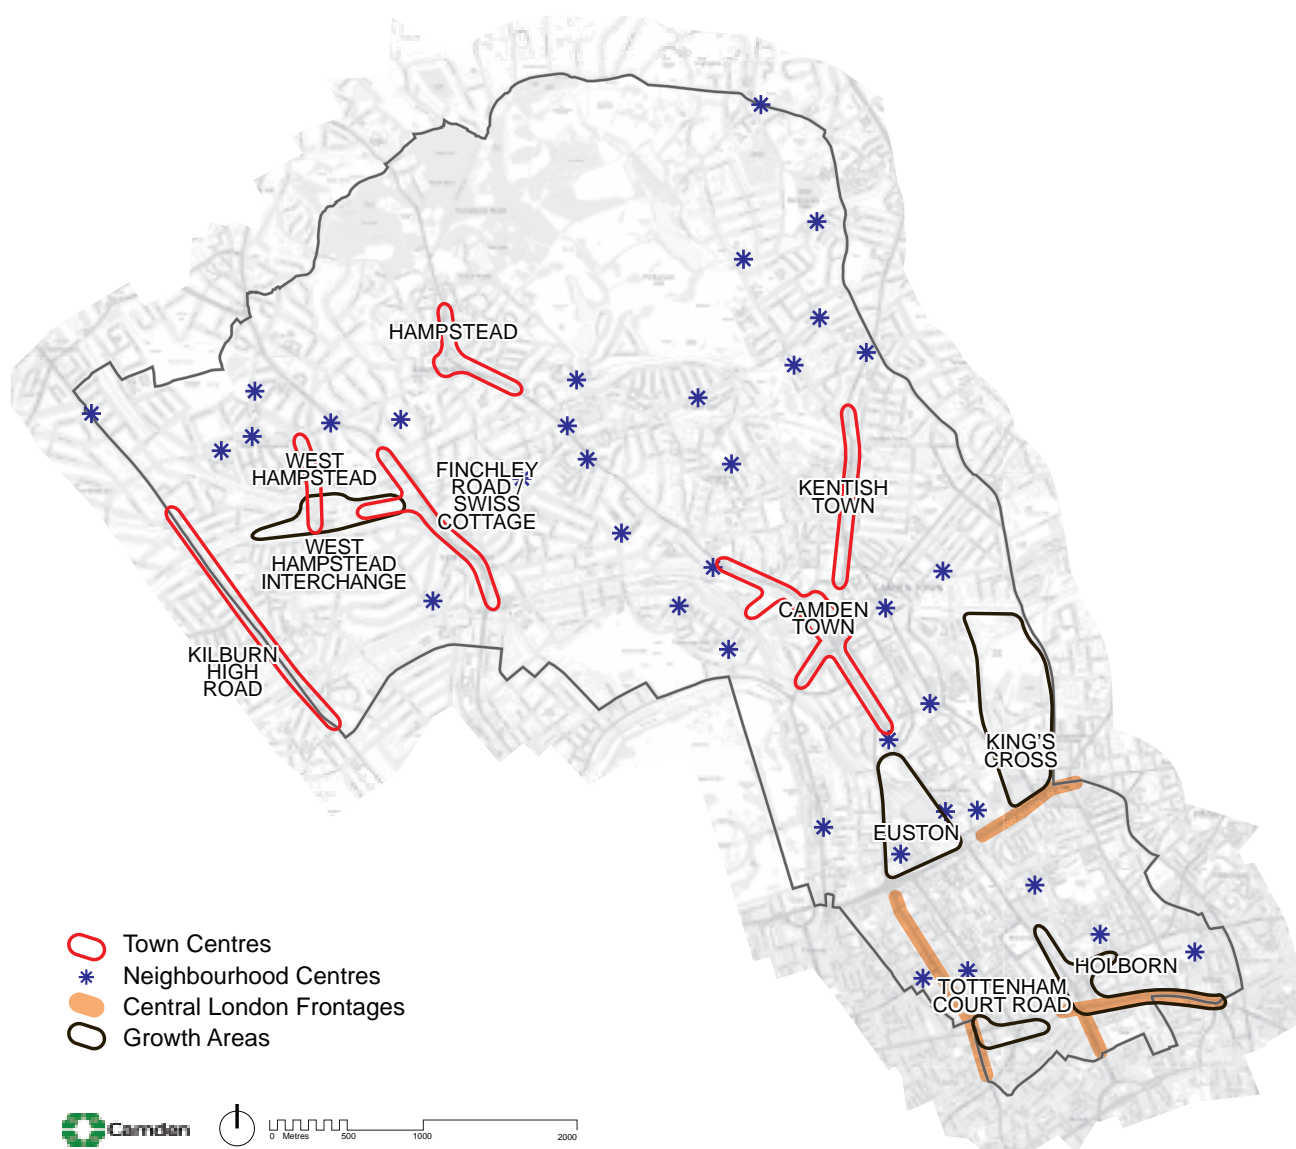 HAMPSTEAD
WEST
HAMPSTEAD
FINCHLEY
ROAD /
SWISS
COTTAGE
KENTISH
TOWN
WEST
HAMPSTEAD
INTERCHANGE
CAMDEN
TOWN
KILBURN
HIGH
ROAD
KING'S
CROSS
EUSTON
HOLBORN
TOTTENHAM
COURT ROAD
Town Centres
Neighbourhood Centres
Central London Frontages
Growth Areas
Camden
0 Metres 500 1000 2000